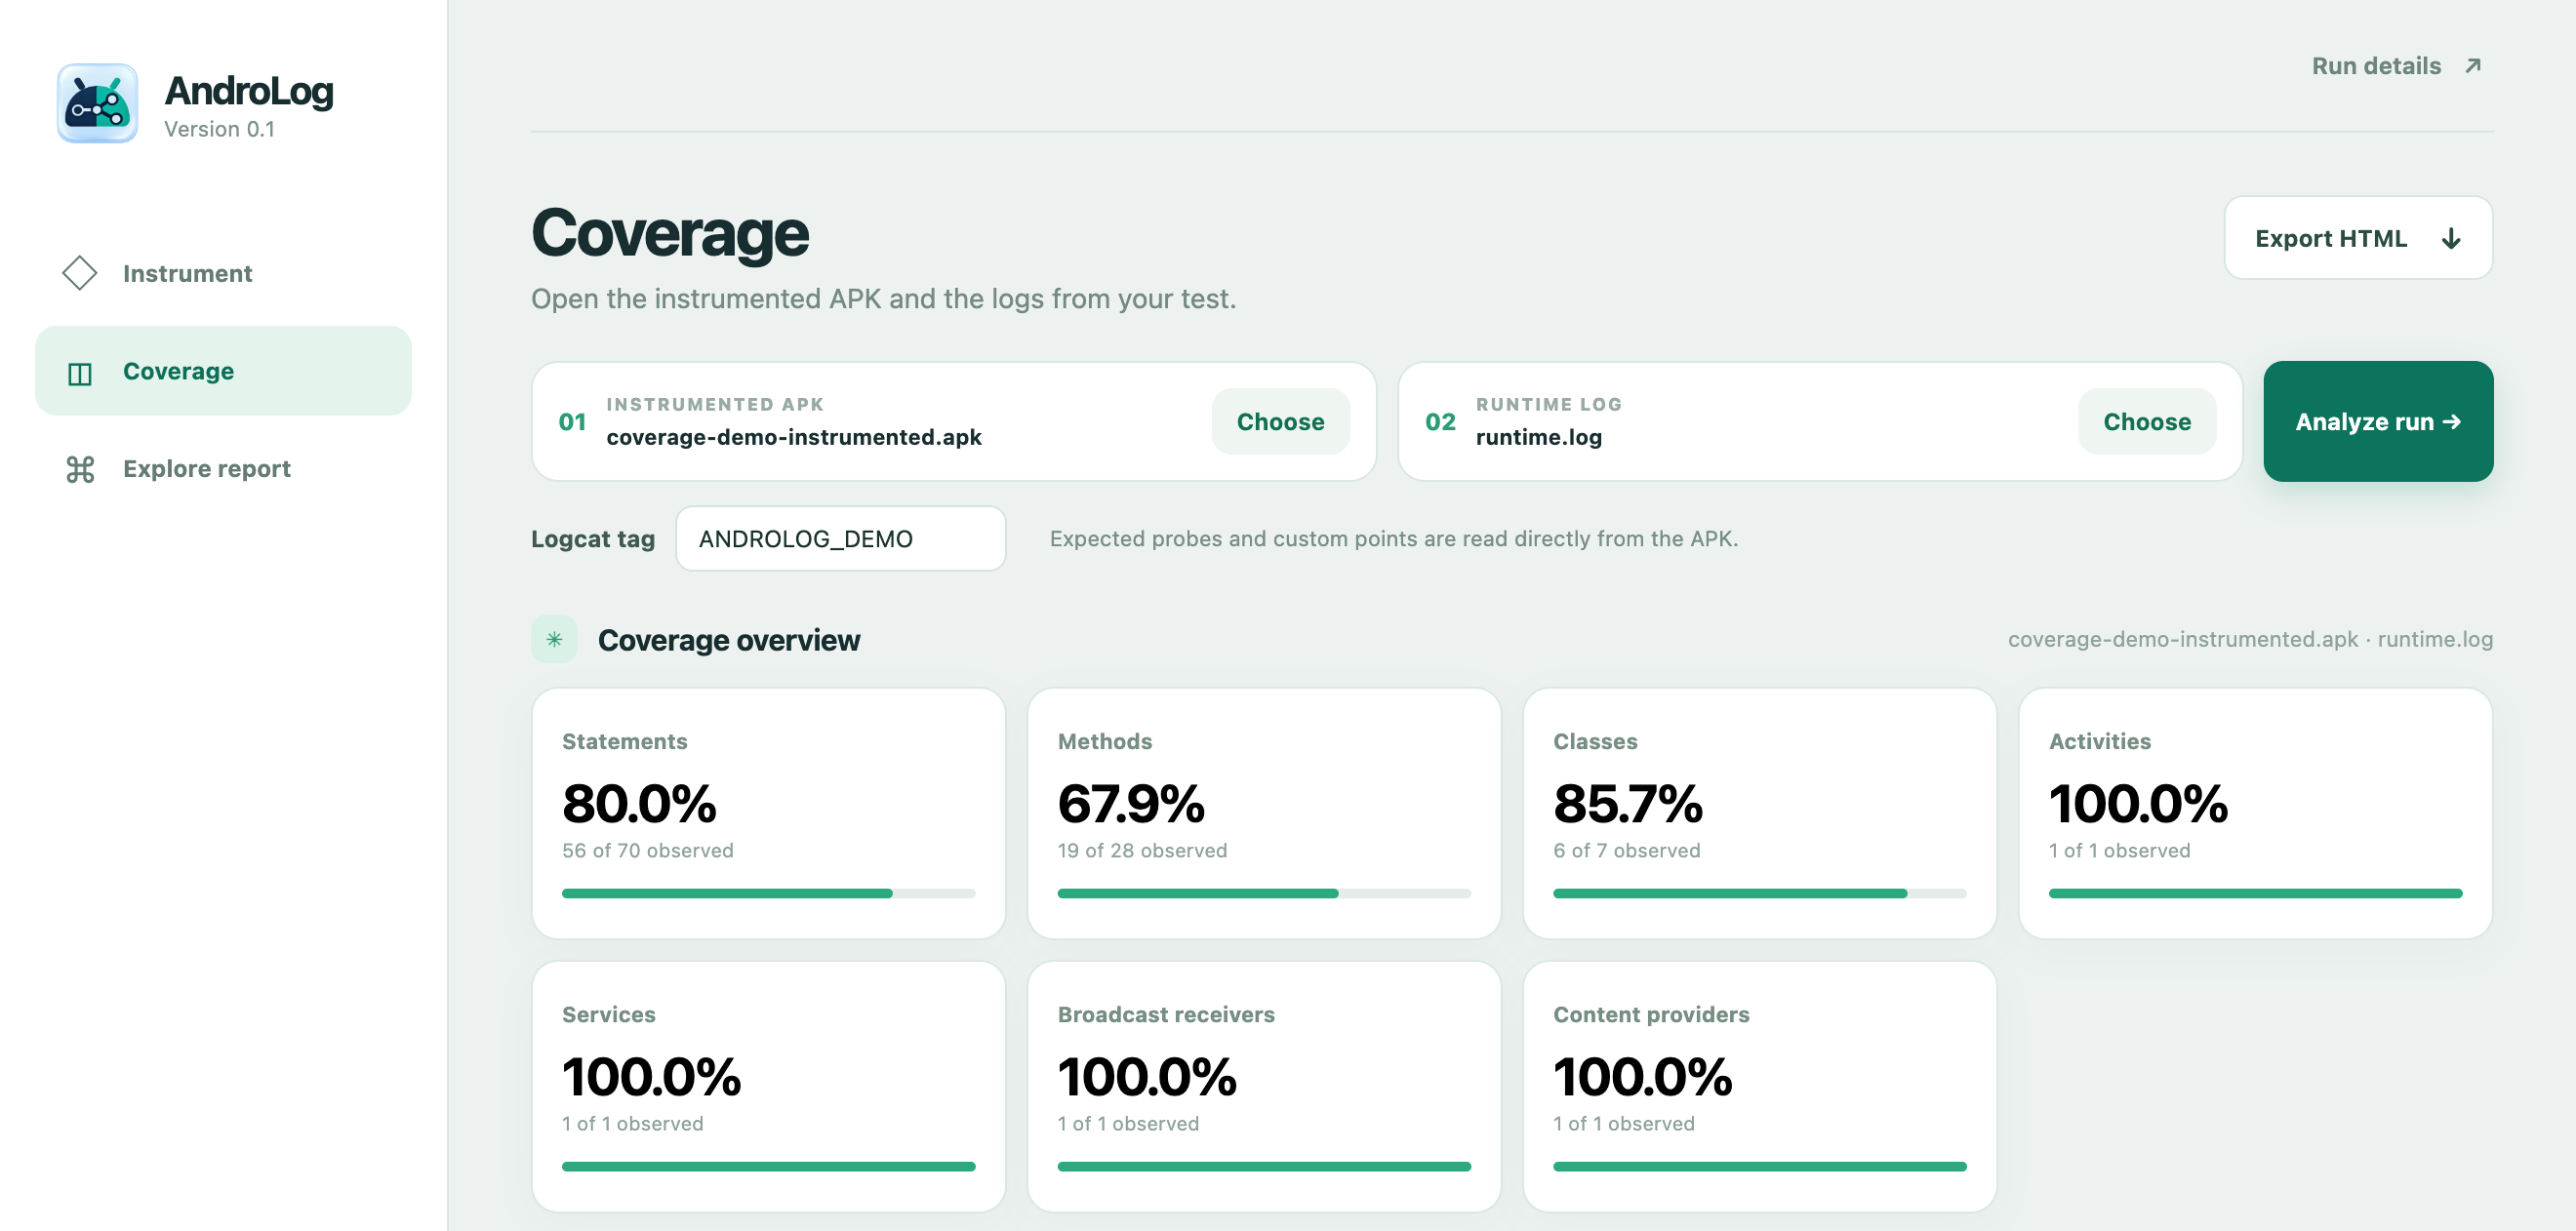 AndroLog
Version 0.1
Instrument
Coverage
Explore report
Run details ↗
Coverage
Export HTML ↓
Open the instrumented APK and the logs from your test.
01
INSTRUMENTED APK
coverage-demo-instrumented.apk
Choose
02
RUNTIME LOG
runtime.log
Choose
Analyze run →
Logcat tag
ANDROLOG_DEMO
Expected probes and custom points are read directly from the APK.
Coverage overview
coverage-demo-instrumented.apk · runtime.log
Statements
80.0%
56 of 70 observed
Methods
67.9%
19 of 28 observed
Classes
85.7%
6 of 7 observed
Activities
100.0%
1 of 1 observed
Services
100.0%
1 of 1 observed
Broadcast receivers
100.0%
1 of 1 observed
Content providers
100.0%
1 of 1 observed